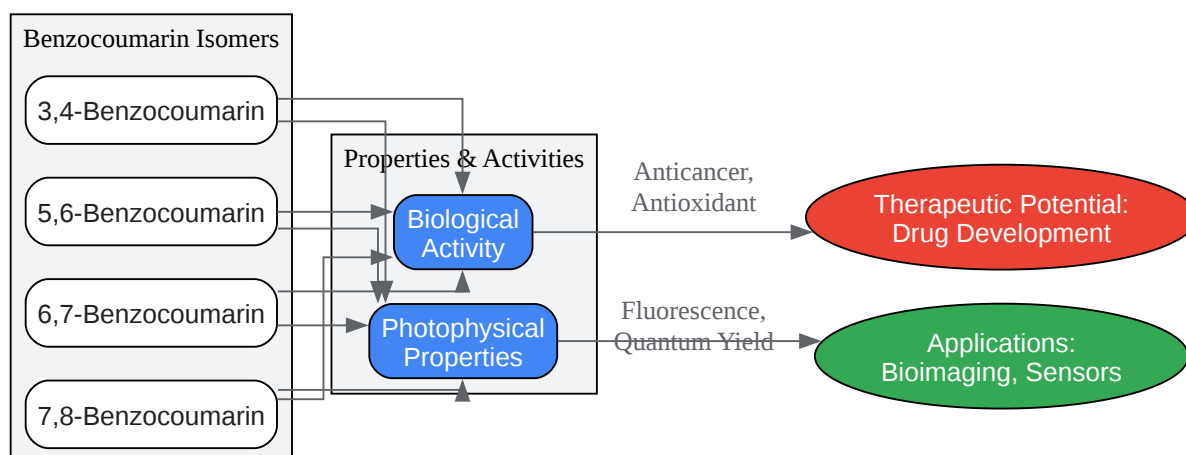 Benzocoumarin Isomers
3,4-Benzocoumarin
5,6-Benzocoumarin
6,7-Benzocoumarin
7,8-Benzocoumarin
Properties & Activities
Biological
Activity
Photophysical
Properties
Anticancer,
Antioxidant
Fluorescence,
Quantum Yield
Therapeutic Potential:
Drug Development
Applications:
Bioimaging, Sensors